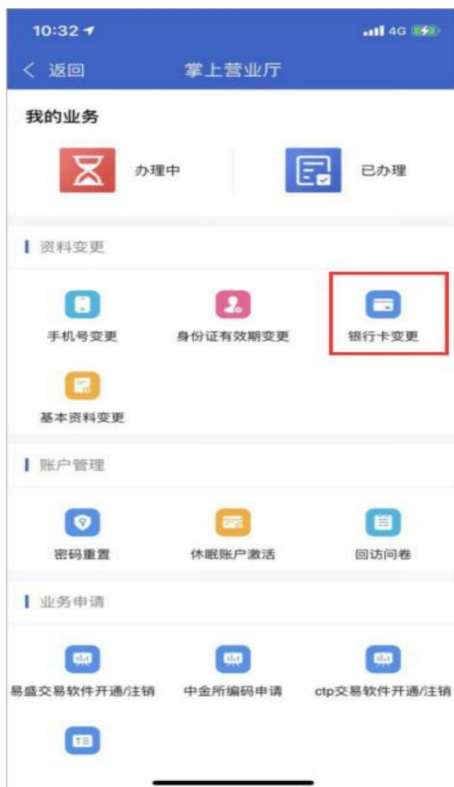 10:32 4G
返回 掌上营业厅
我的业务
办理中 已办理
资料变更
手机号变更 身份证有效期变更 银行卡变更
基本资料变更
账户管理
密码重置 休眠账户激活 回访问卷
业务申请
易盛交易软件开通/注销 中金所编码申请 ctp交易软件开通/注销